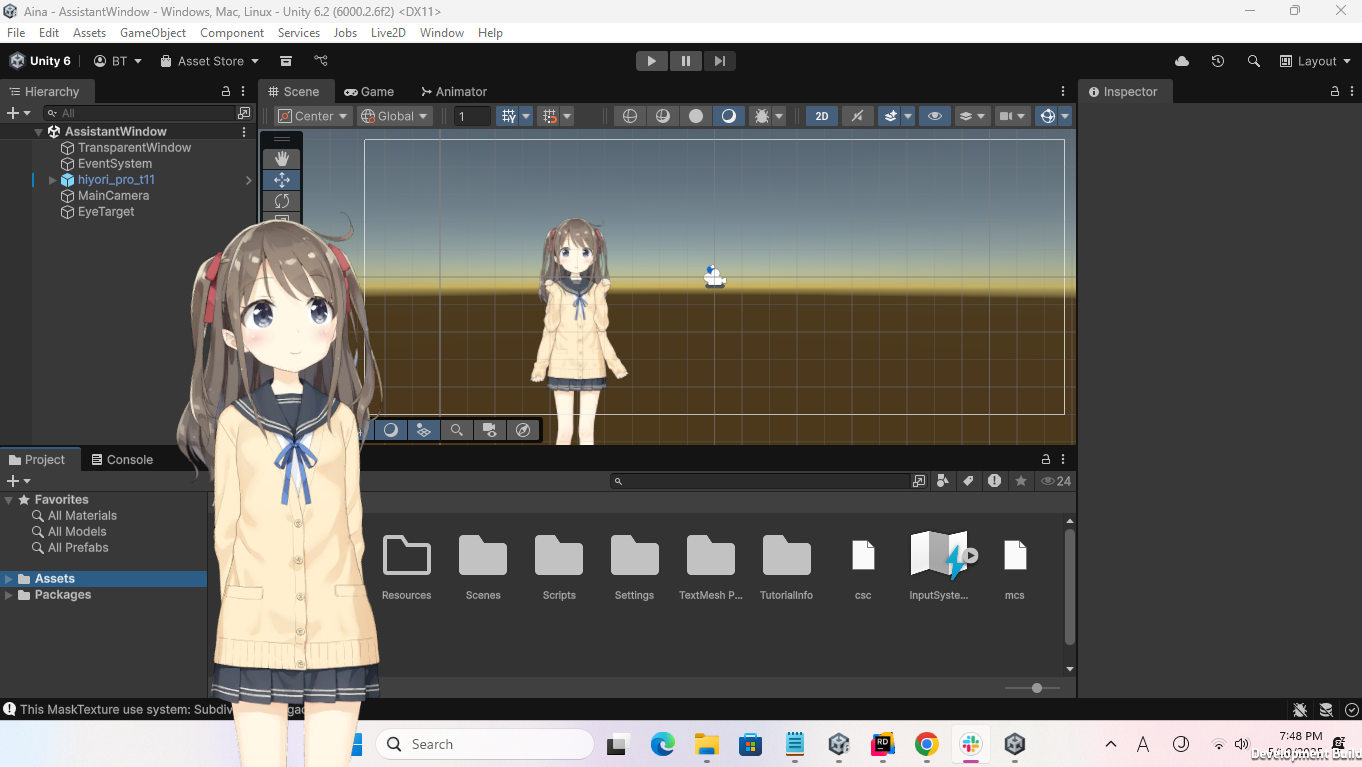 Aina - AssistantWindow - Windows, Mac, Linux - Unity 6.2 (6000.2.6f2) <DX11>
File Edit Assets GameObject Component Services Jobs Live2D Window Help
Unity 6 BT Asset Store Layout
Hierarchy Scene Game Animator Inspector
All Center Global 1 2D
AssistantWindow
TransparentWindow
EventSystem
hiyori_pro_t11
MainCamera
EyeTarget
Project Console
24
Favorites
All Materials
All Models
All Prefabs
Assets
Packages
Resources Scenes Scripts Settings TextMesh P... TutorialInfo csc InputSyste... mcs
This MaskTexture use system: Subdiv
Search
A
7:48 PM
Development Build